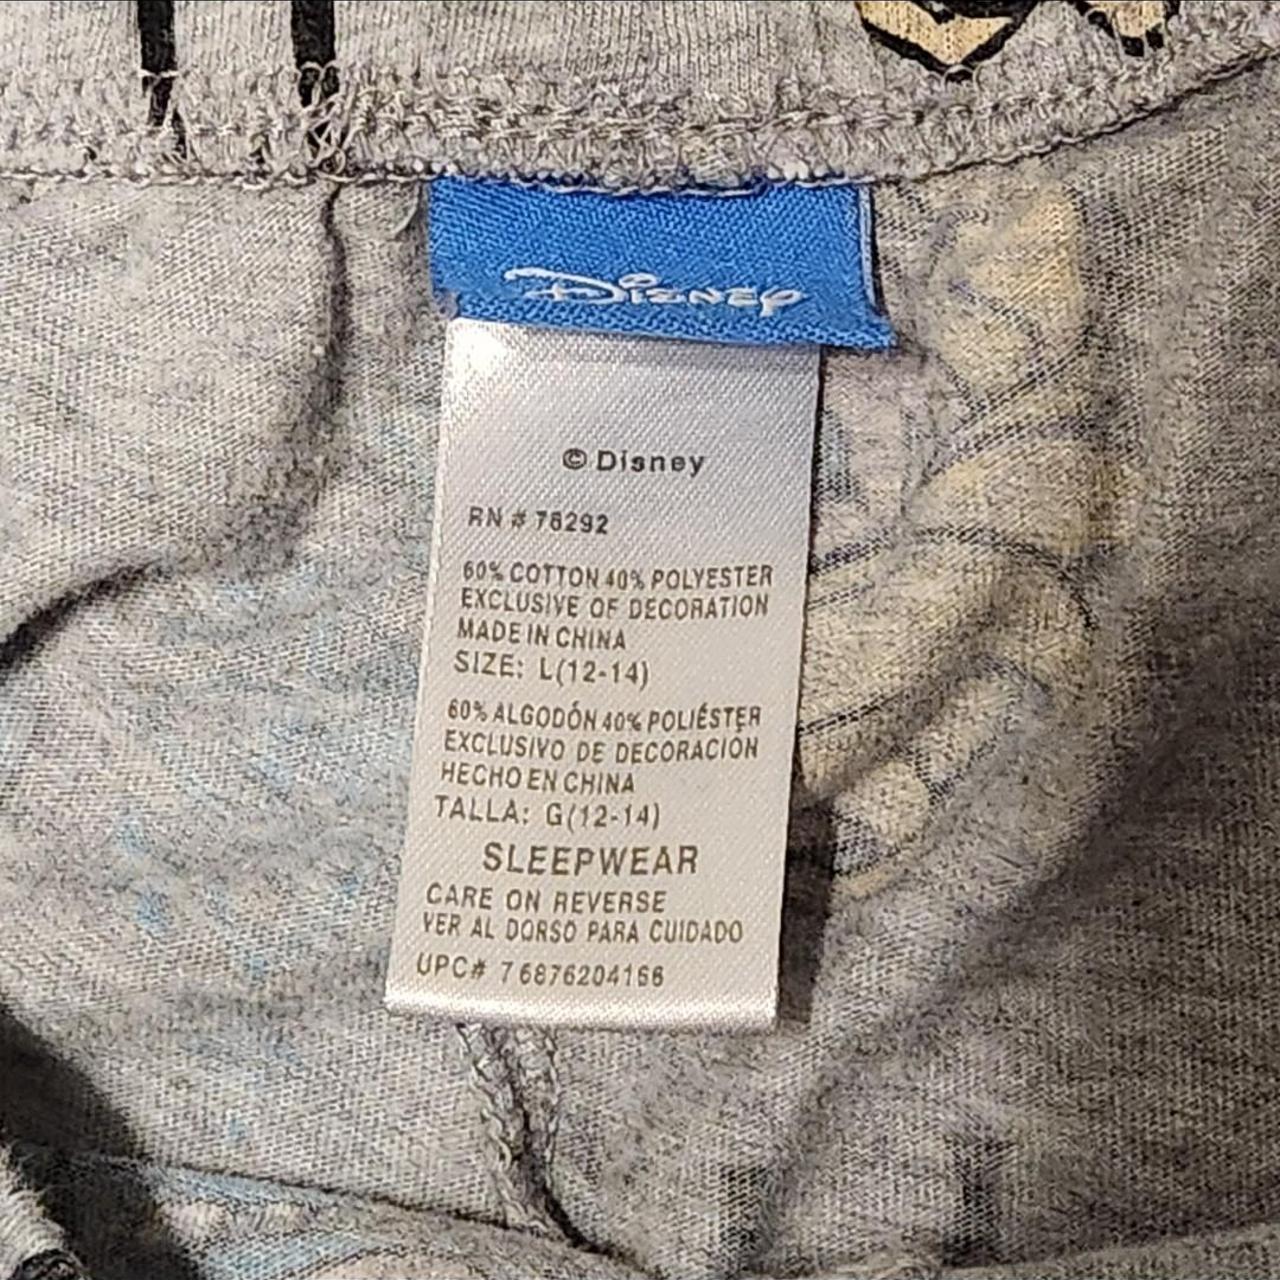 Disney
© Disney
RN # 76292
60% COTTON 40% POLYESTER
EXCLUSIVE OF DECORATION
MADE IN CHINA
SIZE: L(12-14)
60% ALGODÓN 40% POLIÉSTER
EXCLUSIVO DE DECORACION
HECHO EN CHINA
TALLA: G(12-14)
SLEEPWEAR
CARE ON REVERSE
VER AL DORSO PARA CUIDADO
UPC# 7 6876204166